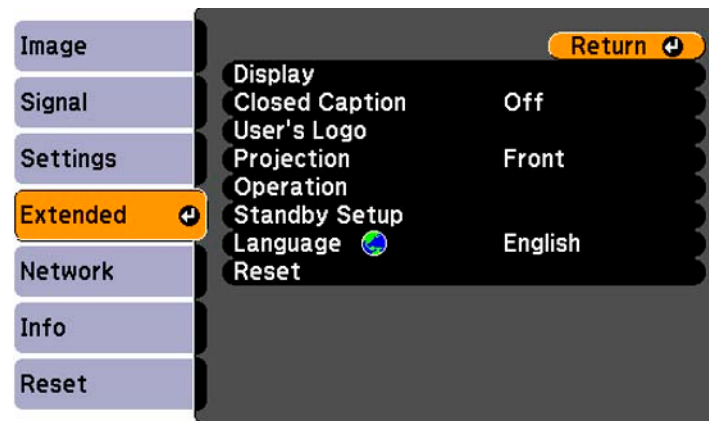 Image
Signal
Settings
Extended
Network
Info
Reset
Return
Display
Closed Caption Off
User's Logo
Projection Front
Operation
Standby Setup
Language English
Reset